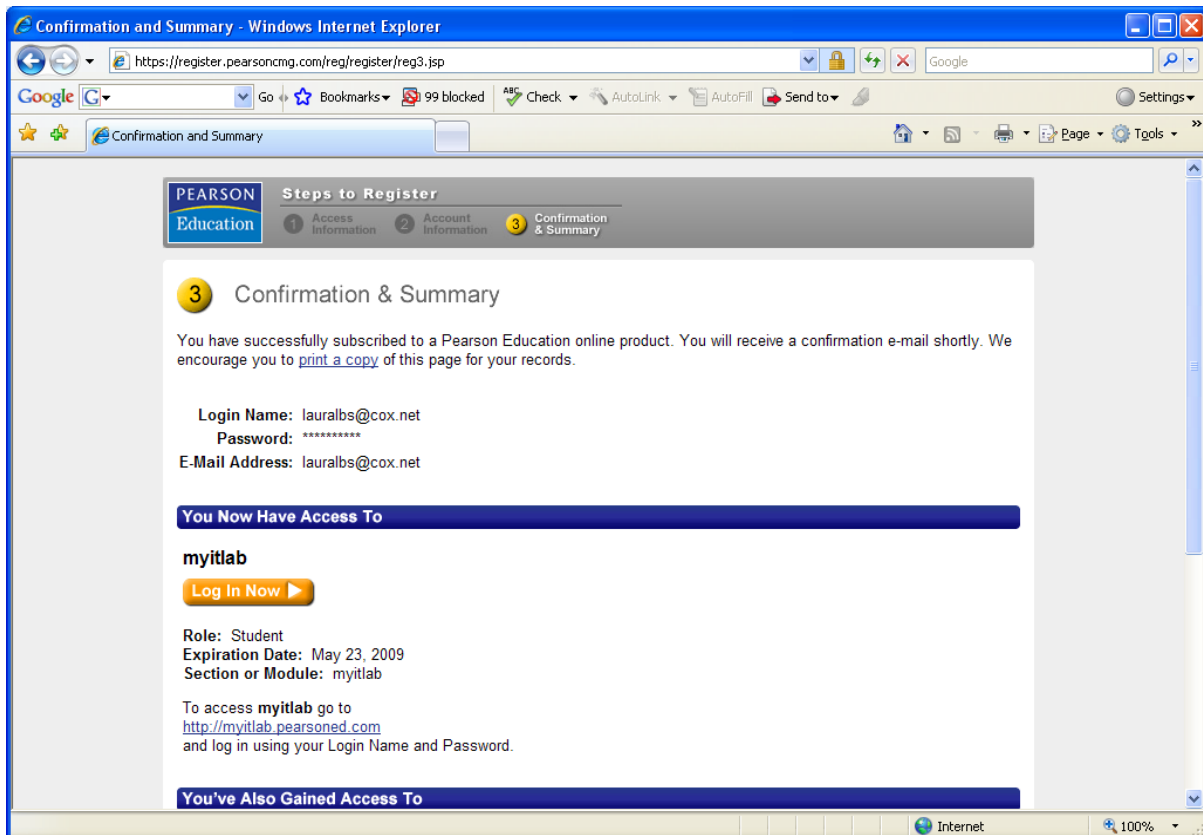 Confirmation and Summary - Windows Internet Explorer
https://register.pearsoncmg.com/reg/register/reg3.jsp
Google
Google G Go Bookmarks 99 blocked ABC Check AutoLink AutoFill Send to Settings
Confirmation and Summary Page Tools »
PEARSON
Education
Steps to Register
1 Access Information 2 Account Information 3 Confirmation & Summary
3 Confirmation & Summary
You have successfully subscribed to a Pearson Education online product. You will receive a confirmation e-mail shortly. We
encourage you to print a copy of this page for your records.
Login Name: lauralbs@cox.net
Password: **********
E-Mail Address: lauralbs@cox.net
You Now Have Access To
myitlab
Log In Now
Role: Student
Expiration Date: May 23, 2009
Section or Module: myitlab
To access myitlab go to
http://myitlab.pearsoned.com
and log in using your Login Name and Password.
You've Also Gained Access To
Internet 100%